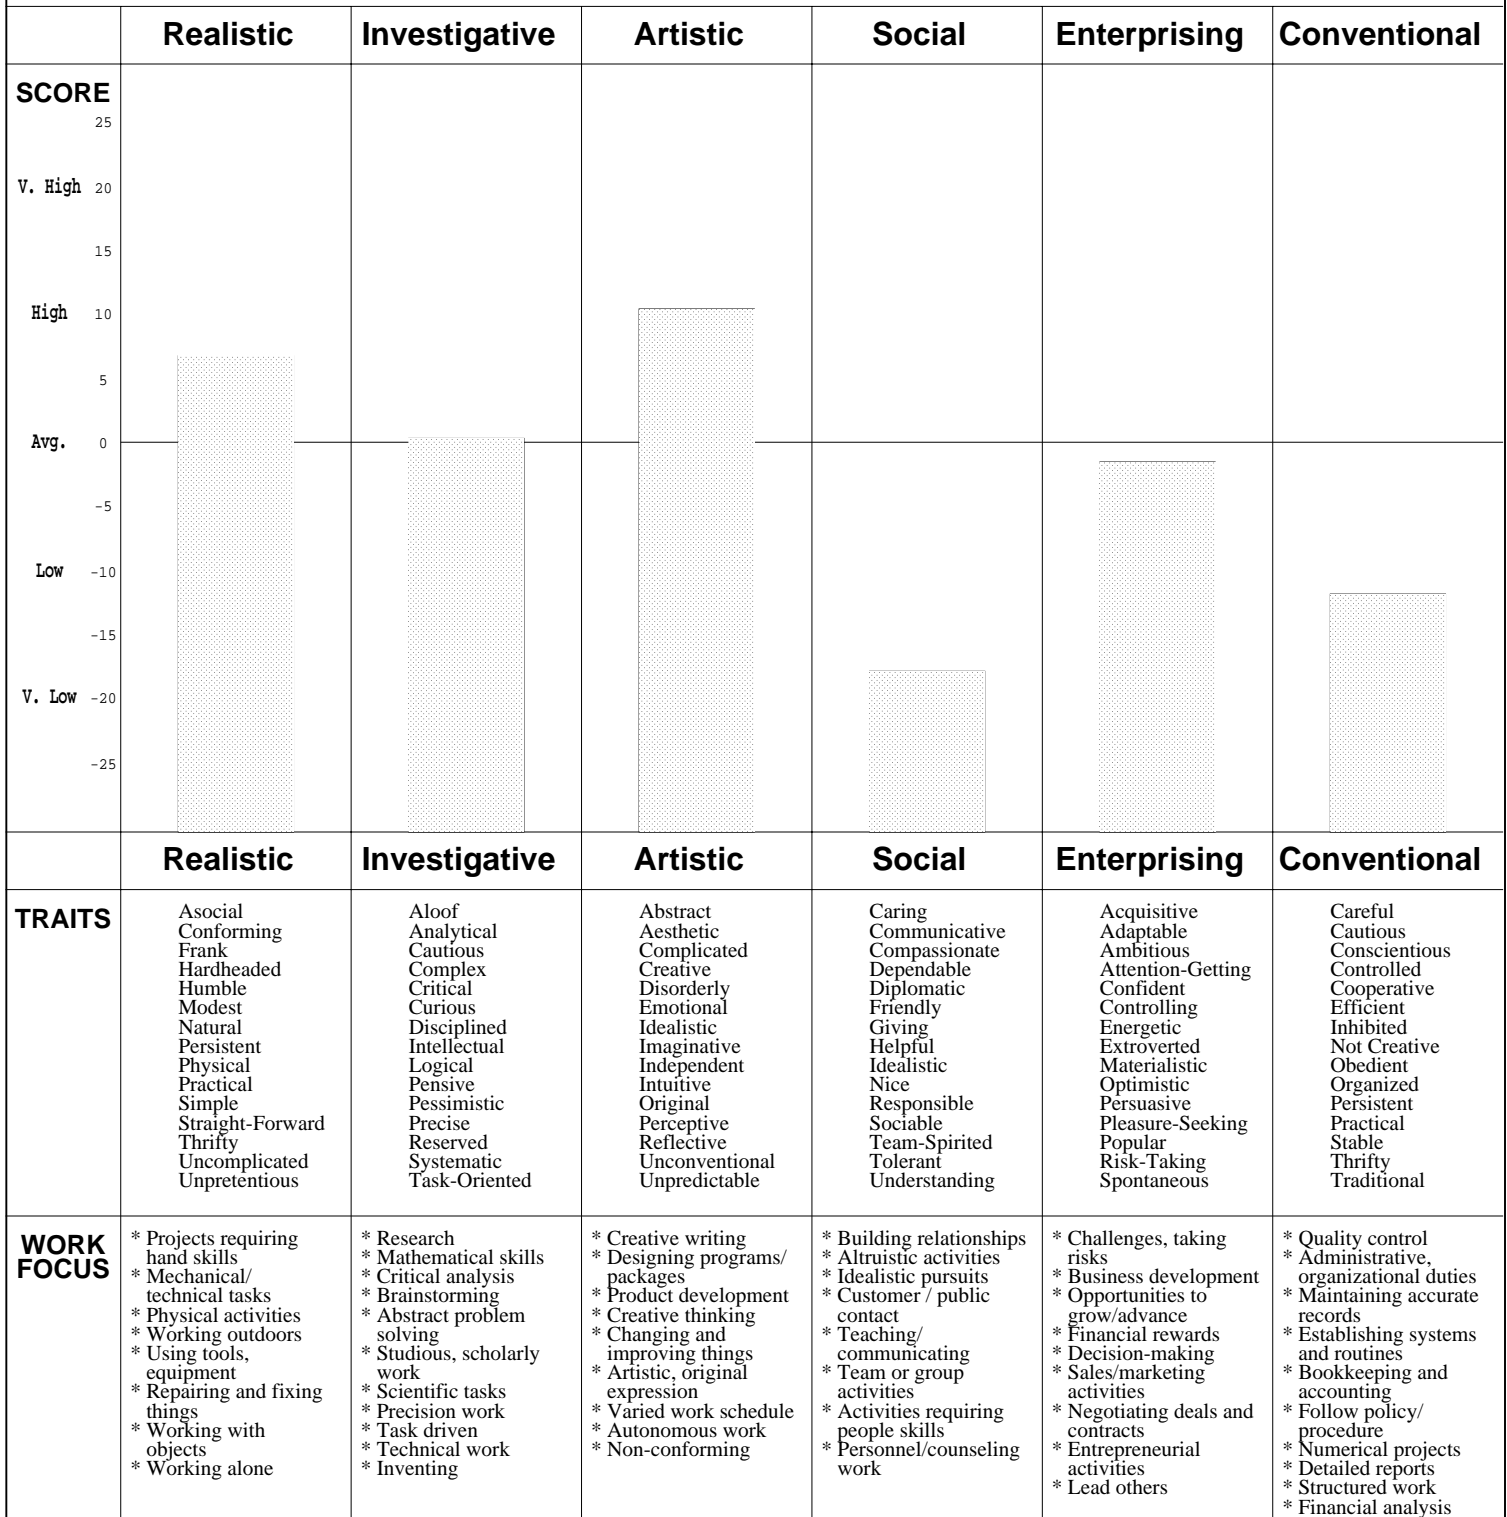 Realistic Investigative Artistic Social Enterprising Conventional
SCORE
25
V. High 20
15
High 10
5
Avg. 0
-5
Low -10
-15
V. Low -20
-25
Realistic Investigative Artistic Social Enterprising Conventional
TRAITS
Asocial
Conforming
Frank
Hardheaded
Humble
Modest
Natural
Persistent
Physical
Practical
Simple
Straight-Forward
Thrifty
Uncomplicated
Unpretentious
Aloof
Analytical
Cautious
Complex
Critical
Curious
Disciplined
Intellectual
Logical
Pensive
Pessimistic
Precise
Reserved
Systematic
Task-Oriented
Abstract
Aesthetic
Complicated
Creative
Disorderly
Emotional
Idealistic
Imaginative
Independent
Intuitive
Original
Perceptive
Reflective
Unconventional
Unpredictable
Caring
Communicative
Compassionate
Dependable
Diplomatic
Friendly
Giving
Helpful
Idealistic
Nice
Responsible
Sociable
Team-Spirited
Tolerant
Understanding
Acquisitive
Adaptable
Ambitious
Attention-Getting
Confident
Controlling
Energetic
Extroverted
Materialistic
Optimistic
Persuasive
Pleasure-Seeking
Popular
Risk-Taking
Spontaneous
Careful
Cautious
Conscientious
Controlled
Cooperative
Efficient
Inhibited
Not Creative
Obedient
Organized
Persistent
Practical
Stable
Thrifty
Traditional
WORK
FOCUS
* Projects requiring
hand skills
* Mechanical/
technical tasks
* Physical activities
* Working outdoors
* Using tools,
equipment
* Repairing and fixing
things
* Working with
objects
* Working alone
* Research
* Mathematical skills
* Critical analysis
* Brainstorming
* Abstract problem
solving
* Studious, scholarly
work
* Scientific tasks
* Precision work
* Task driven
* Technical work
* Inventing
* Creative writing
* Designing programs/
packages
* Product development
* Creative thinking
* Changing and
improving things
* Artistic, original
expression
* Varied work schedule
* Autonomous work
* Non-conforming
* Building relationships
* Altruistic activities
* Idealistic pursuits
* Customer / public
contact
* Teaching/
communicating
* Team or group
activities
* Activities requiring
people skills
* Personnel/counseling
work
* Challenges, taking
risks
* Business development
* Opportunities to
grow/advance
* Financial rewards
* Decision-making
* Sales/marketing
activities
* Negotiating deals and
contracts
* Entrepreneurial
activities
* Lead others
* Quality control
* Administrative,
organizational duties
* Maintaining accurate
records
* Establishing systems
and routines
* Bookkeeping and
accounting
* Follow policy/
procedure
* Numerical projects
* Detailed reports
* Structured work
* Financial analysis